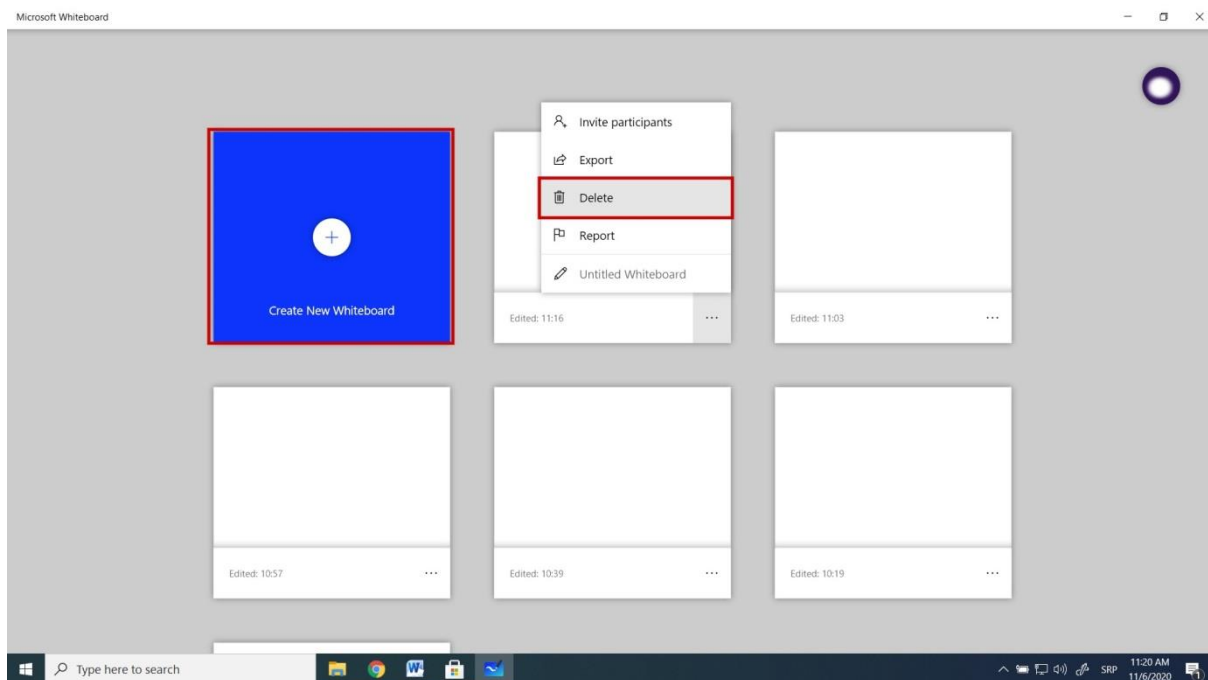 Microsoft Whiteboard
Invite participants
Export
Delete
Report
Untitled Whiteboard
Create New Whiteboard
Edited: 11:16
Edited: 11:03
Edited: 10:57
Edited: 10:39
Edited: 10:19
Type here to search
SRP
11:20 AM
11/6/2020
1